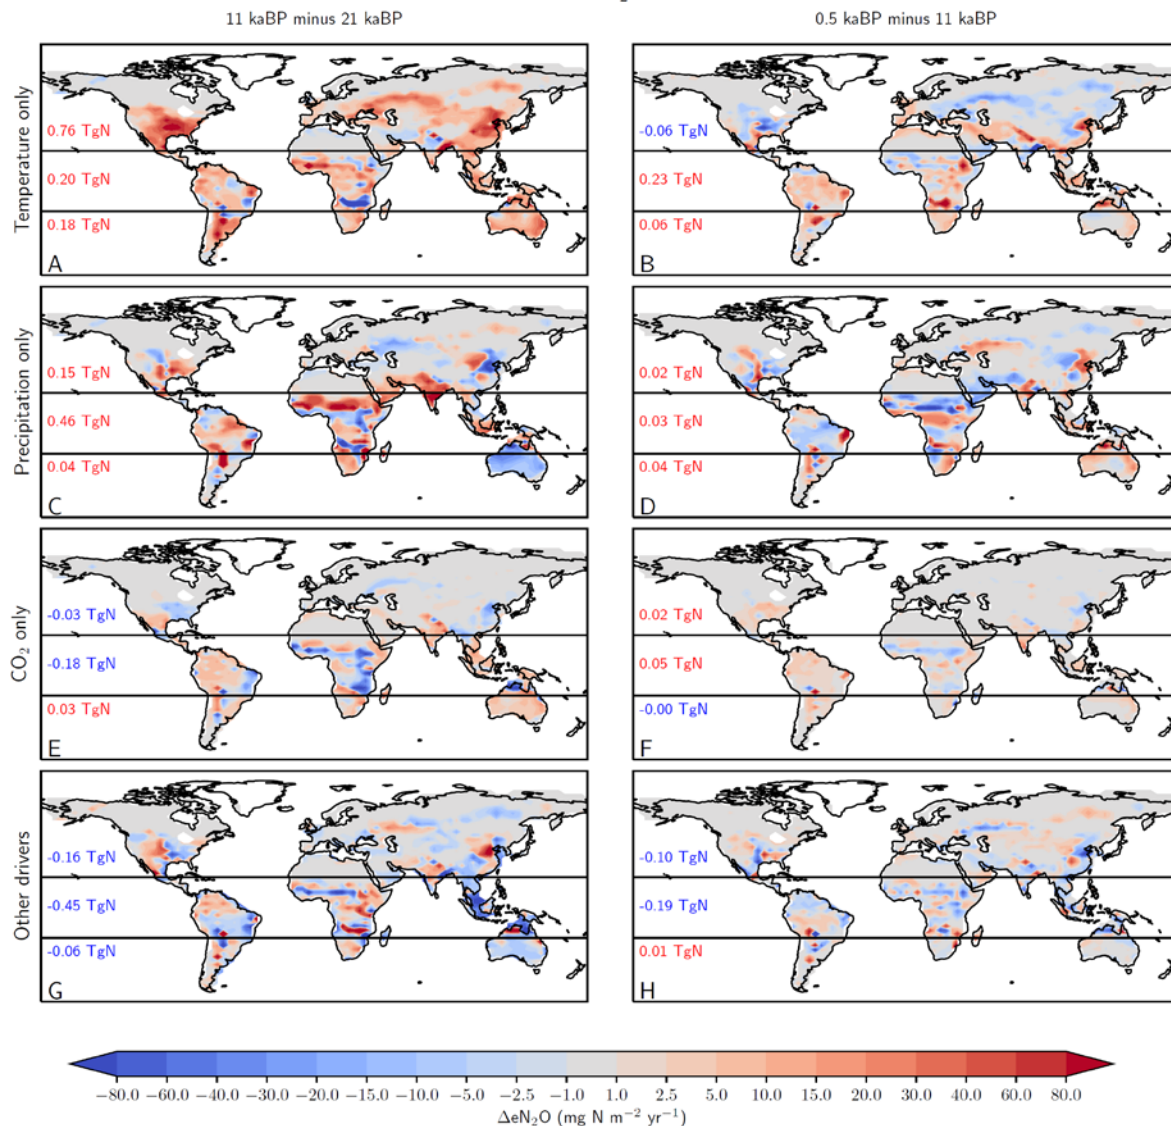 11 kaBP minus 21 kaBP
0.5 kaBP minus 11 kaBP
Temperature only
0.76 TgN
0.20 TgN
0.18 TgN
A
-0.06 TgN
0.23 TgN
0.06 TgN
B
Precipitation only
0.15 TgN
0.46 TgN
0.04 TgN
C
0.02 TgN
0.03 TgN
0.04 TgN
D
CO₂ only
-0.03 TgN
-0.18 TgN
0.03 TgN
E
0.02 TgN
0.05 TgN
-0.00 TgN
F
Other drivers
-0.16 TgN
-0.45 TgN
-0.06 TgN
G
-0.10 TgN
-0.19 TgN
0.01 TgN
H
−80.0 −60.0 −40.0 −30.0 −20.0 −15.0 −10.0 −5.0 −2.5 −1.0 1.0 2.5 5.0 10.0 15.0 20.0 30.0 40.0 60.0 80.0
ΔeN₂O (mg N m⁻² yr⁻¹)